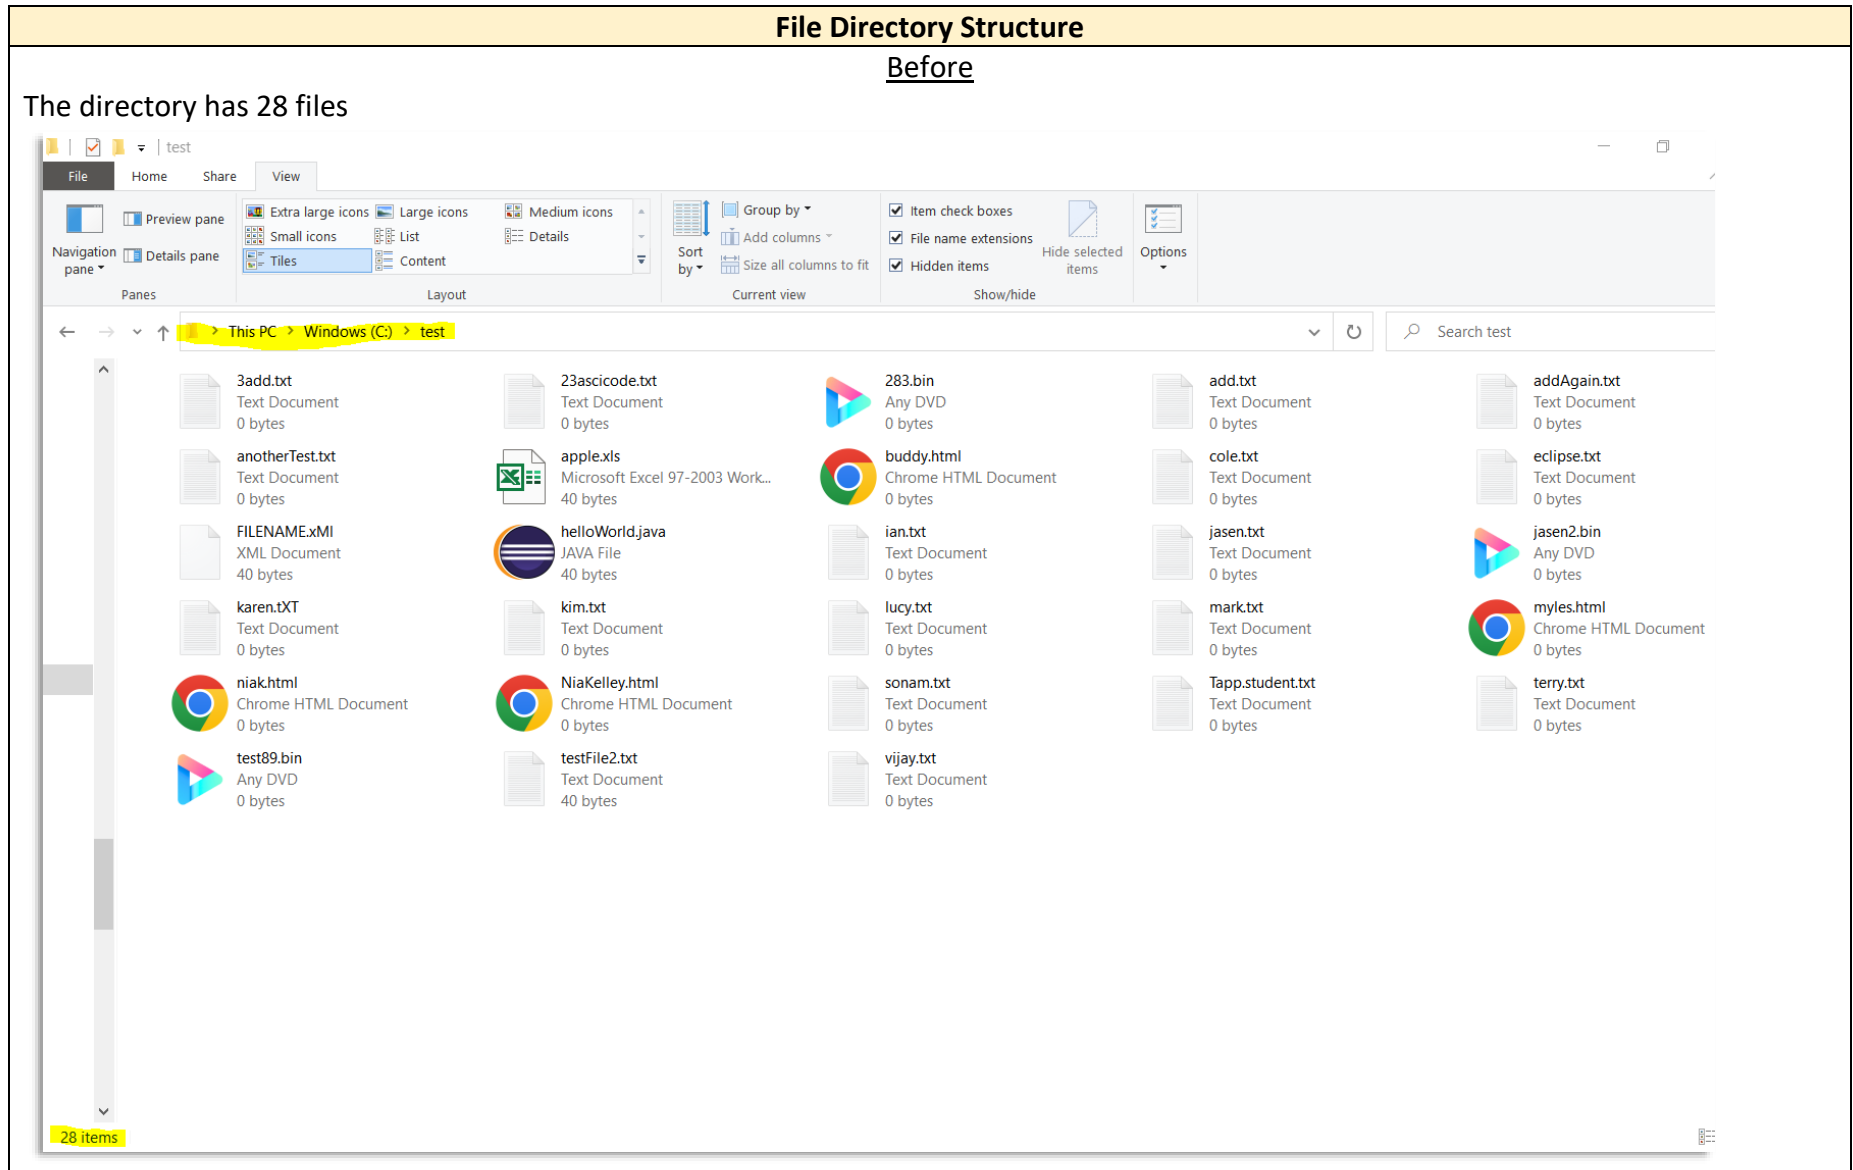 File Directory Structure
Before
The directory has 28 files
test
File Home Share View
Navigation pane
Preview pane
Details pane
Panes
Extra large icons Large icons Medium icons
Small icons List Details
Tiles Content
Layout
Sort by
Group by
Add columns
Size all columns to fit
Current view
Item check boxes
File name extensions
Hidden items
Hide selected items
Show/hide
Options
This PC > Windows (C:) > test
Search test
3add.txt
Text Document
0 bytes
23ascicode.txt
Text Document
0 bytes
283.bin
Any DVD
0 bytes
add.txt
Text Document
0 bytes
addAgain.txt
Text Document
0 bytes
anotherTest.txt
Text Document
0 bytes
apple.xls
Microsoft Excel 97-2003 Work...
40 bytes
buddy.html
Chrome HTML Document
0 bytes
cole.txt
Text Document
0 bytes
eclipse.txt
Text Document
0 bytes
FILENAME.xMl
XML Document
40 bytes
helloWorld.java
JAVA File
40 bytes
ian.txt
Text Document
0 bytes
jasen.txt
Text Document
0 bytes
jasen2.bin
Any DVD
0 bytes
karen.tXT
Text Document
0 bytes
kim.txt
Text Document
0 bytes
lucy.txt
Text Document
0 bytes
mark.txt
Text Document
0 bytes
myles.html
Chrome HTML Document
0 bytes
niak.html
Chrome HTML Document
0 bytes
NiaKelley.html
Chrome HTML Document
0 bytes
sonam.txt
Text Document
0 bytes
Tapp.student.txt
Text Document
0 bytes
terry.txt
Text Document
0 bytes
test89.bin
Any DVD
0 bytes
testFile2.txt
Text Document
40 bytes
vijay.txt
Text Document
0 bytes
28 items